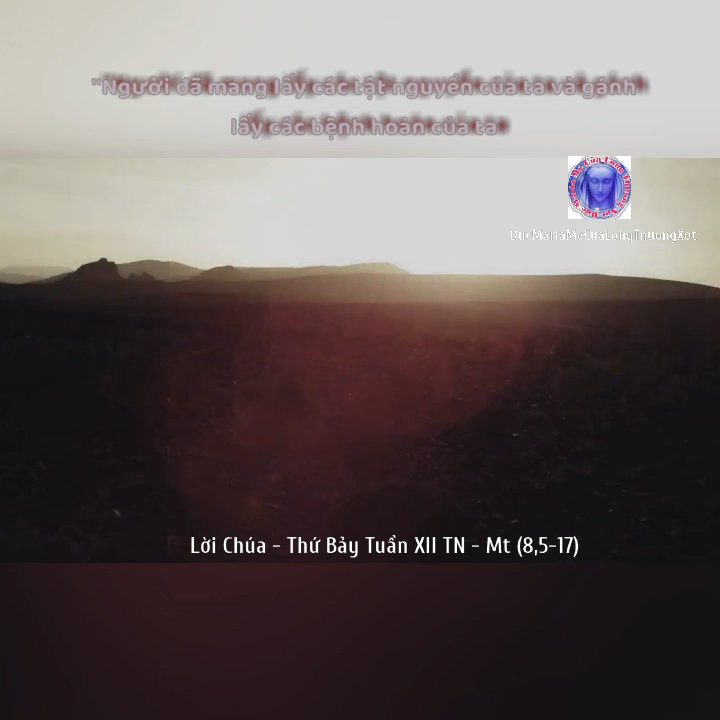 "Người đã mang lấy các tật nguyền của ta và gánh
lấy các bệnh hoạn của ta
DucMariaMeCuaLongThuongXot
Lời Chúa - Thứ Bảy Tuần XII TN - Mt (8,5-17)